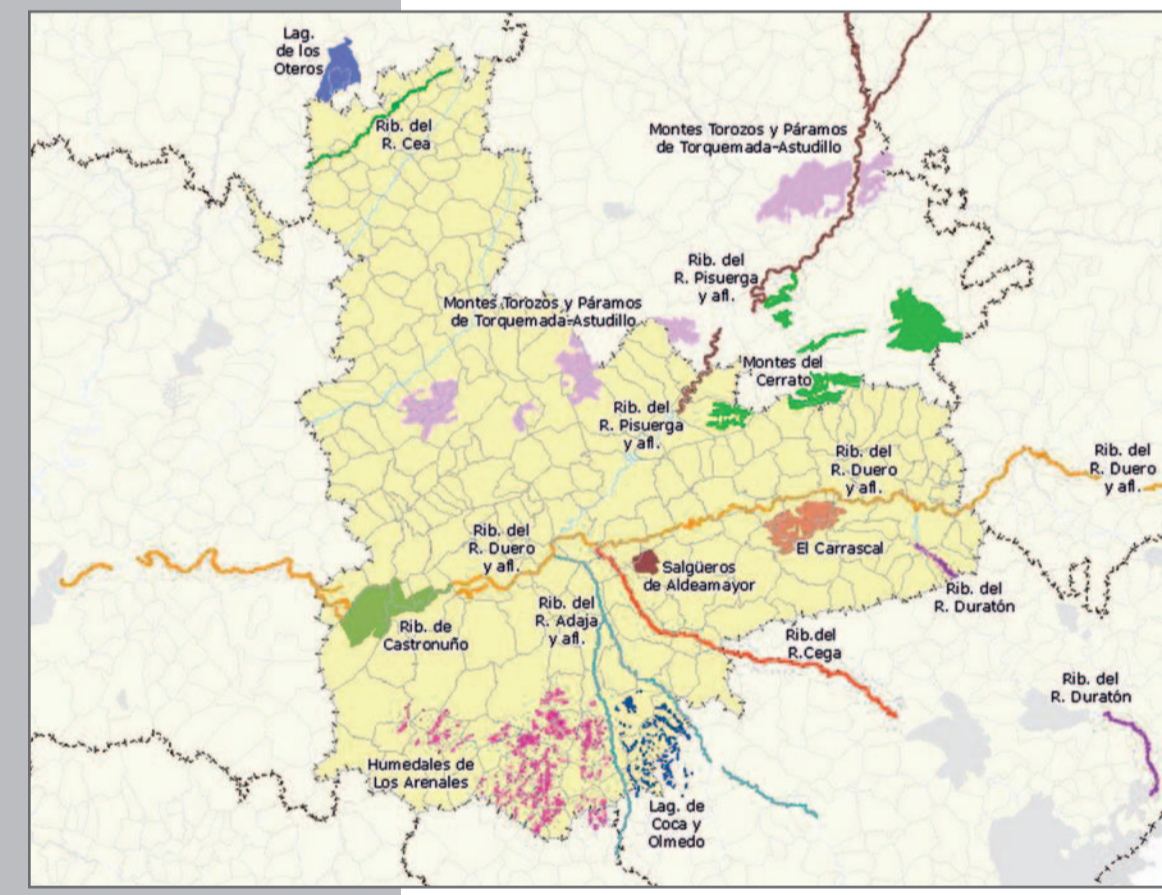 Lag.
de los
Oteros
Rib. del
R. Cea
Montes Torozos y Páramos
de Torquemada-Astudillo
Rib. del
R. Pisuerga
y afl.
Montes Torozos y Páramos
de Torquemada-Astudillo
Montes del
Cerrato
Rib. del
R. Pisuerga
y afl.
Rib. del
R. Duero
y afl.
Rib. del
R. Duero
y afl.
Rib. del
R. Duero
y afl.
El Carrascal
Salgüeros
de Aldeamayor
Rib. del
R. Duratón
Rib. del
R. Adaja
y afl.
Rib. de
Castronuño
Rib.del
R.Cega
Rib. del
R. Duratón
Humedales de
Los Arenales
Lag. de
Coca y
Olmedo